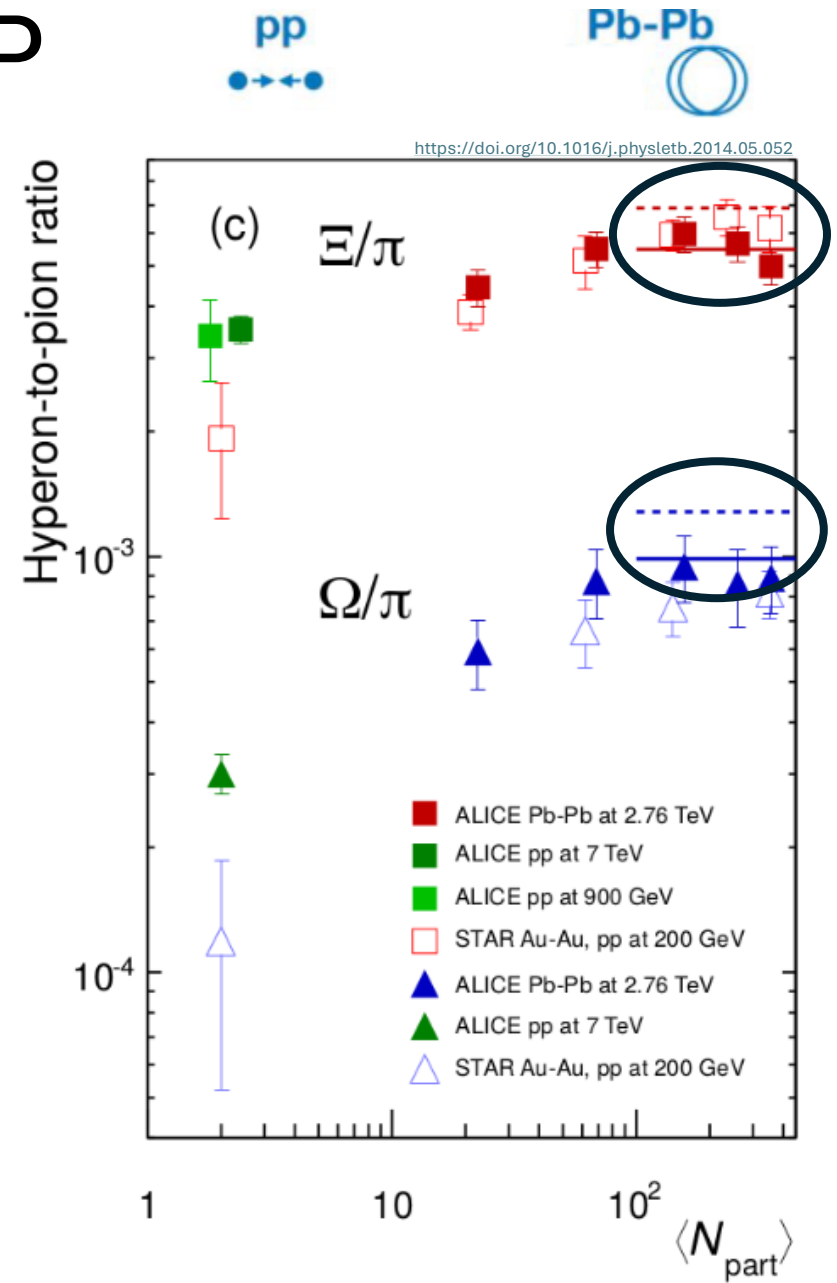 pp
Pb-Pb
https://doi.org/10.1016/j.physletb.2014.05.052
Hyperon-to-pion ratio
(c)
Ξ/π
10⁻³
Ω/π
10⁻⁴
ALICE Pb-Pb at 2.76 TeV
ALICE pp at 7 TeV
ALICE pp at 900 GeV
STAR Au-Au, pp at 200 GeV
ALICE Pb-Pb at 2.76 TeV
ALICE pp at 7 TeV
STAR Au-Au, pp at 200 GeV
1 10 10²
⟨N_part⟩